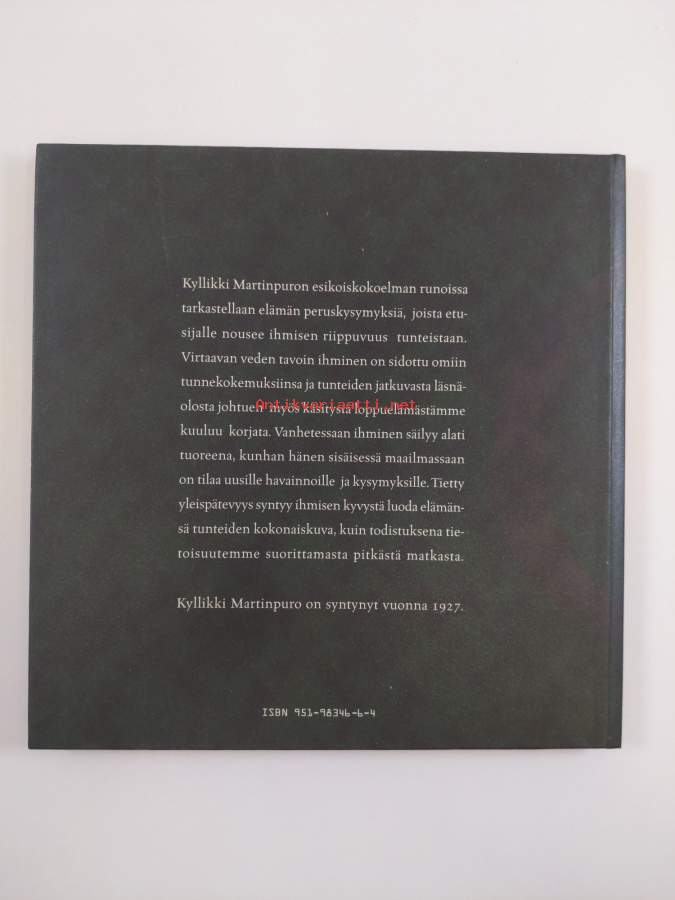 Kyllikki Martinpuron esikoiskokoelman runoissa
tarkastellaan elämän peruskysymyksiä, joista etu-
sijalle nousee ihmisen riippuvuus tunteistaan.
Virtaavan veden tavoin ihminen on sidottu omiin
tunnekokemuksiinsa ja tunteiden jatkuvasta läsnä-
olosta johtuen myös käsitystä loppuelämästämme
Antikvariaatti.net
kuuluu korjata. Vanhetessaan ihminen säilyy alati
tuoreena, kunhan hänen sisäisessä maailmassaan
on tilaa uusille havainnoille ja kysymyksille. Tietty
yleispätevyys syntyy ihmisen kyvystä luoda elämän-
sä tunteiden kokonaiskuva, kuin todistuksena tie-
toisuutemme suorittamasta pitkästä matkasta.
Kyllikki Martinpuro on syntynyt vuonna 1927.
ISBN 951-98346-6-4